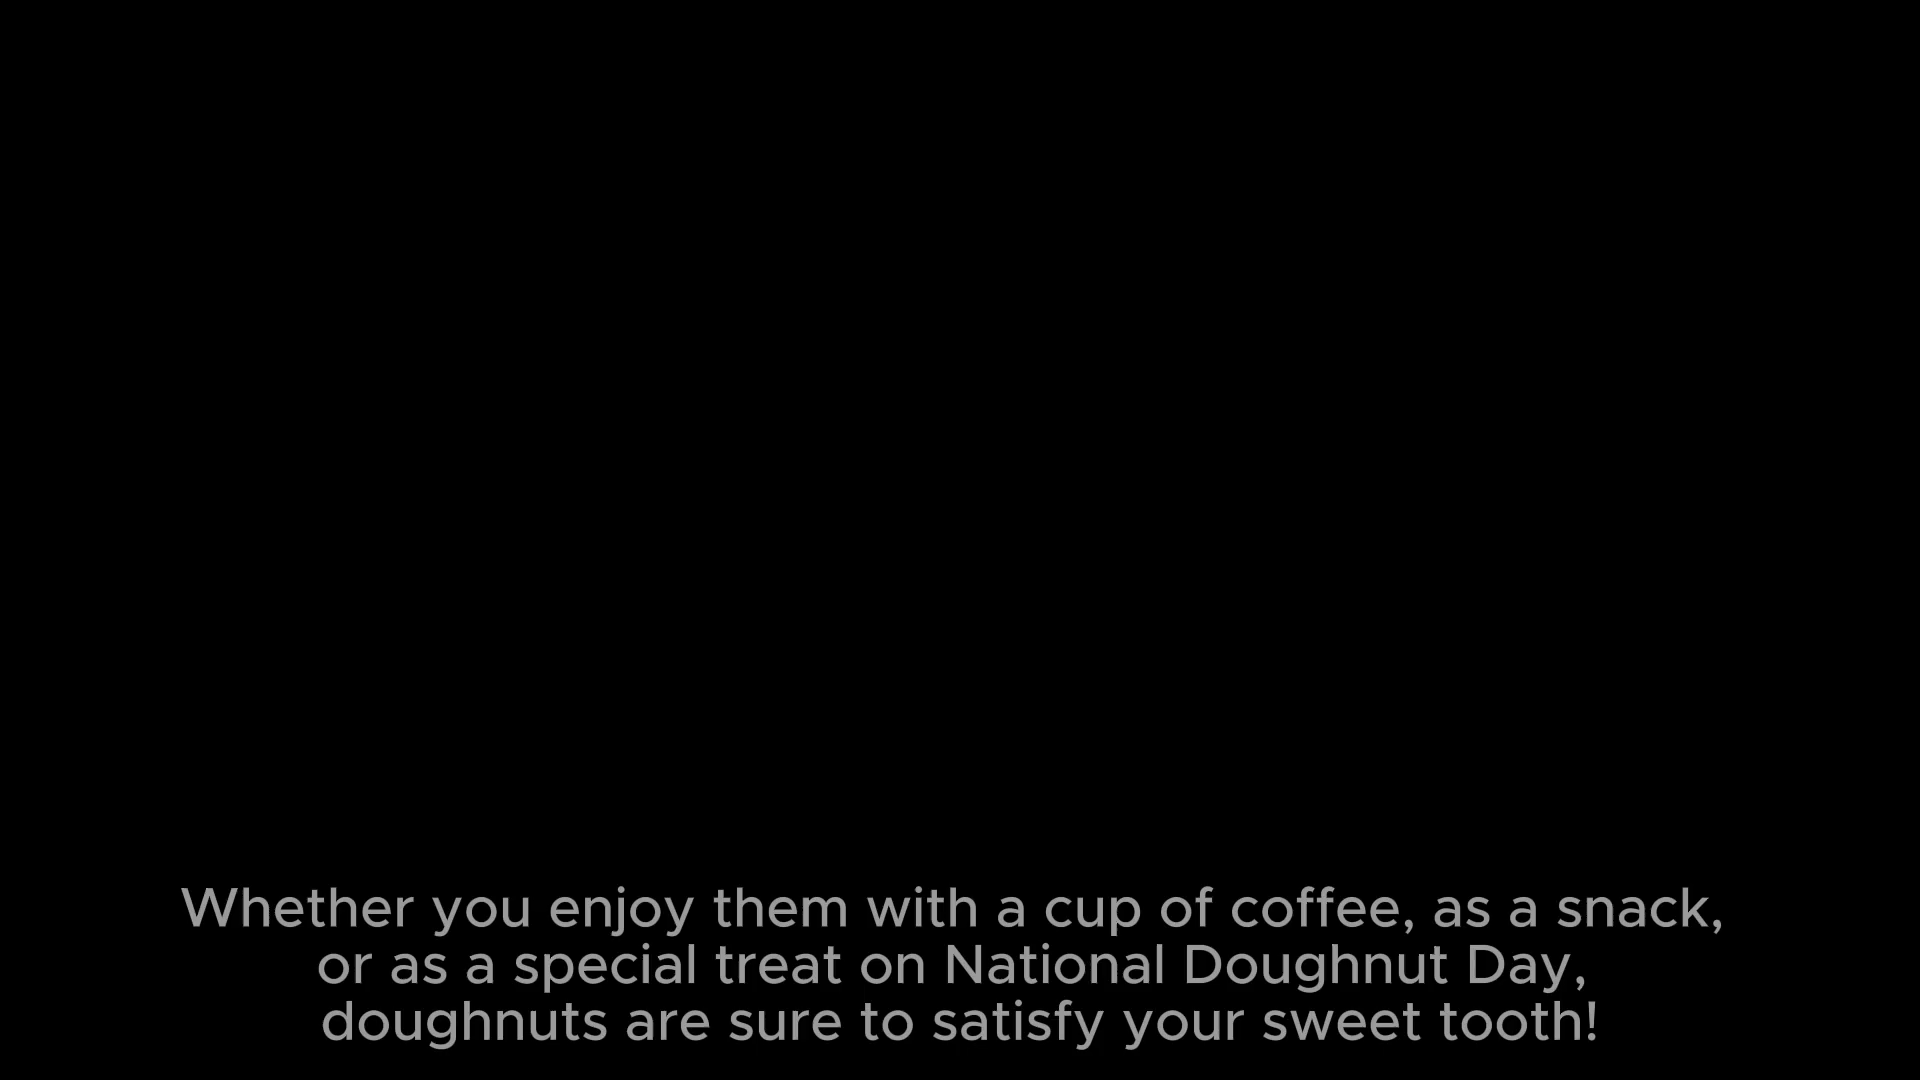 Whether you enjoy them with a cup of coffee, as a snack,
or as a special treat on National Doughnut Day,
doughnuts are sure to satisfy your sweet tooth!